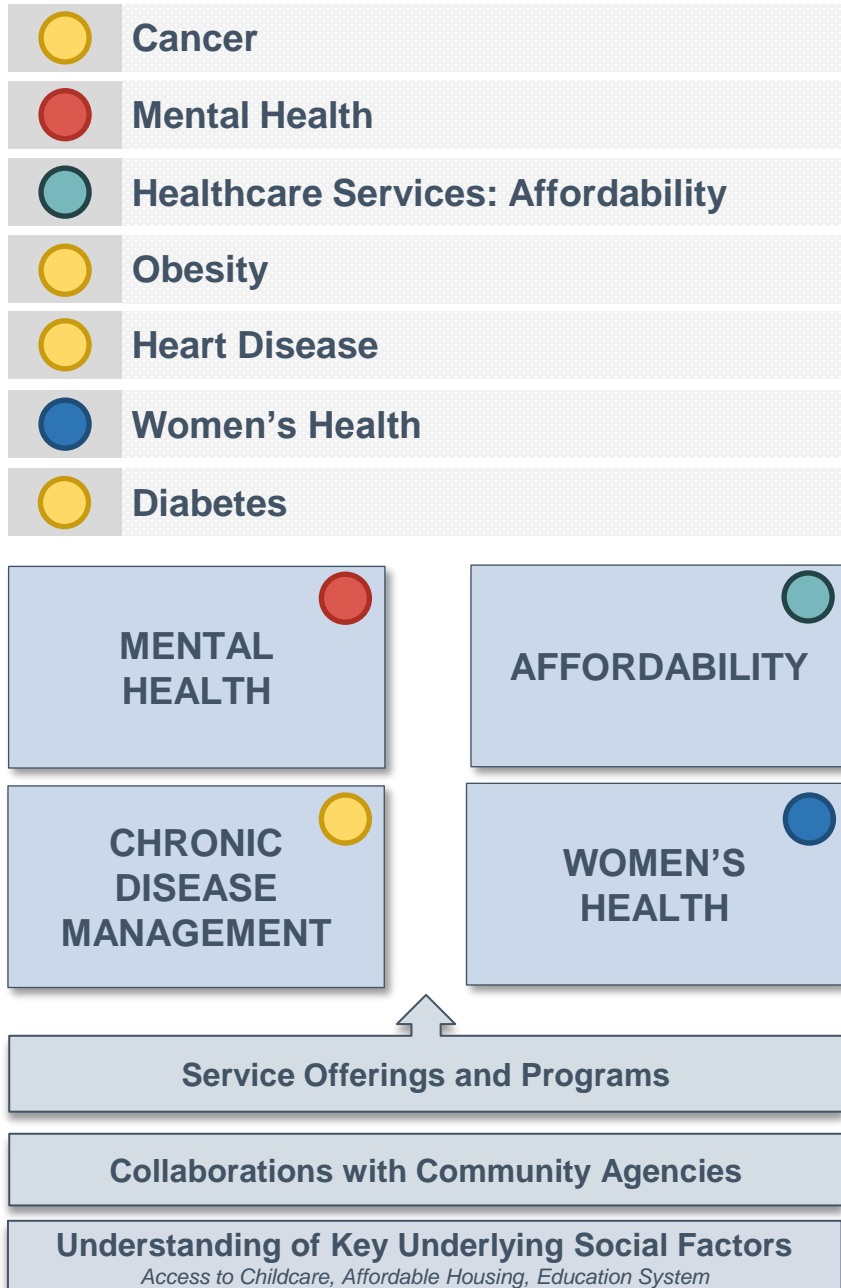 Cancer
Mental Health
Healthcare Services: Affordability
Obesity
Heart Disease
Women’s Health
Diabetes
MENTAL
HEALTH
AFFORDABILITY
CHRONIC
DISEASE
MANAGEMENT
WOMEN’S
HEALTH
Service Offerings and Programs
Collaborations with Community Agencies
Understanding of Key Underlying Social Factors
Access to Childcare, Affordable Housing, Education System